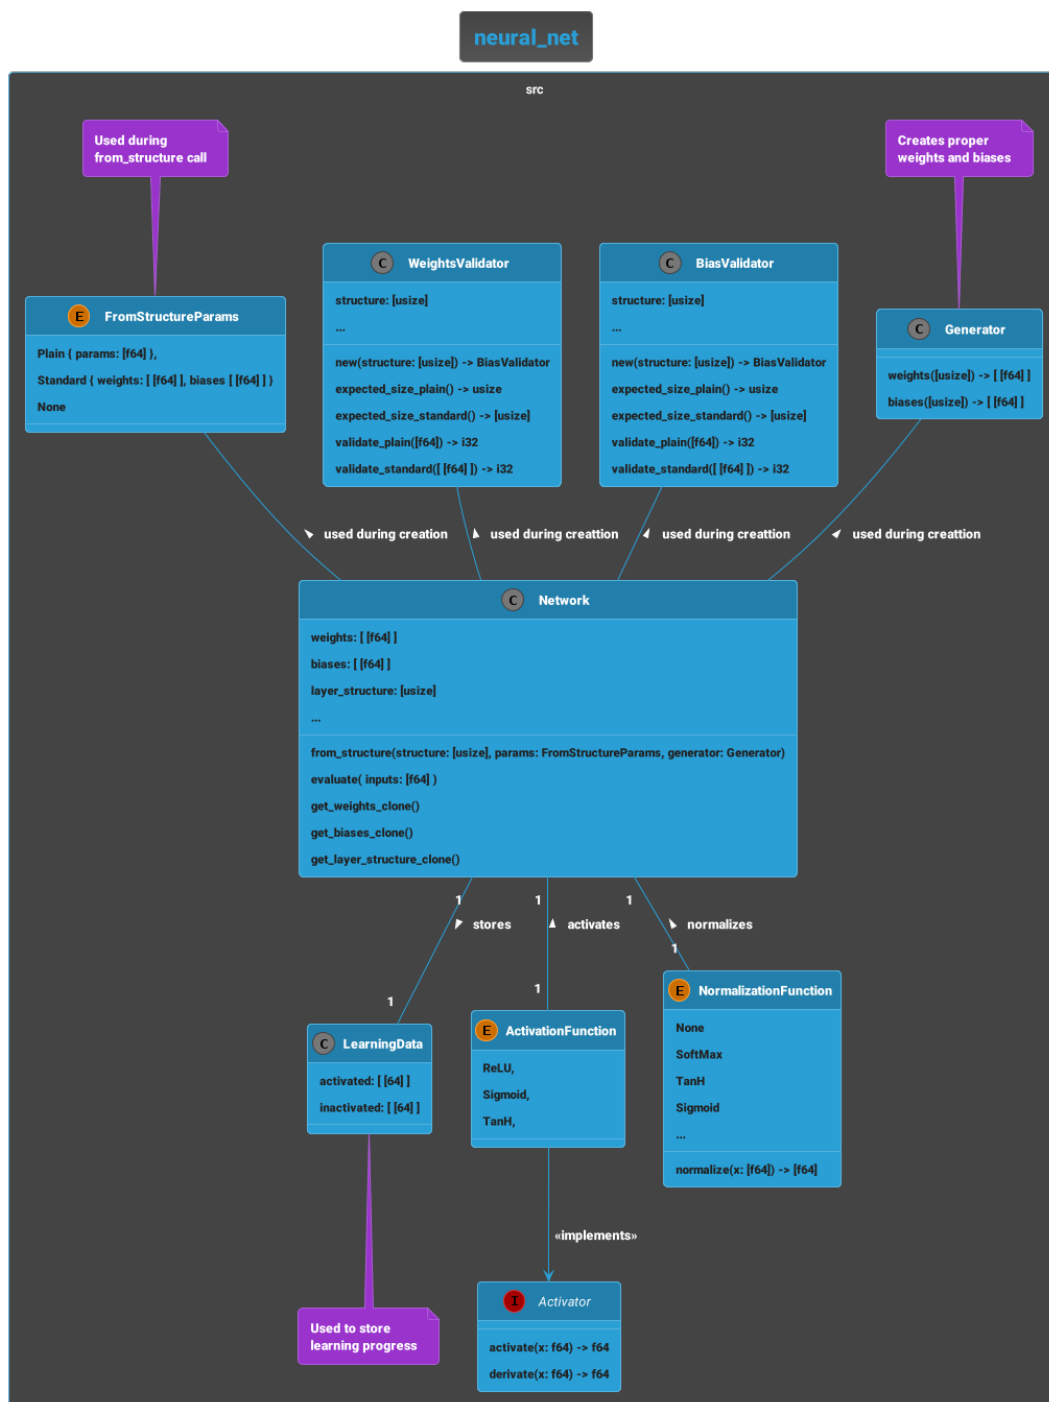 neural_net
src
Used during
from_structure call
Creates proper
weights and biases
C WeightsValidator
structure: [usize]
...
new(structure: [usize]) -> BiasValidator
expected_size_plain() -> usize
expected_size_standard() -> [usize]
validate_plain([f64]) -> i32
validate_standard([ [f64] ]) -> i32
C BiasValidator
structure: [usize]
...
new(structure: [usize]) -> BiasValidator
expected_size_plain() -> usize
expected_size_standard() -> [usize]
validate_plain([f64]) -> i32
validate_standard([ [f64] ]) -> i32
E FromStructureParams
Plain { params: [f64] },
Standard { weights: [ [f64] ], biases [ [f64] ] }
None
C Generator
weights([usize]) -> [ [f64] ]
biases([usize]) -> [ [f64] ]
used during creation
used during creattion
used during creattion
used during creattion
C Network
weights: [ [f64] ]
biases: [ [f64] ]
layer_structure: [usize]
...
from_structure(structure: [usize], params: FromStructureParams, generator: Generator)
evaluate( inputs: [f64] )
get_weights_clone()
get_biases_clone()
get_layer_structure_clone()
1
1
1
stores
activates
normalizes
1
1
1
C LearningData
activated: [ [64] ]
inactivated: [ [64] ]
E ActivationFunction
ReLU,
Sigmoid,
TanH,
E NormalizationFunction
None
SoftMax
TanH
Sigmoid
...
normalize(x: [f64]) -> [f64]
«implements»
Used to store
learning progress
I Activator
activate(x: f64) -> f64
derivate(x: f64) -> f64